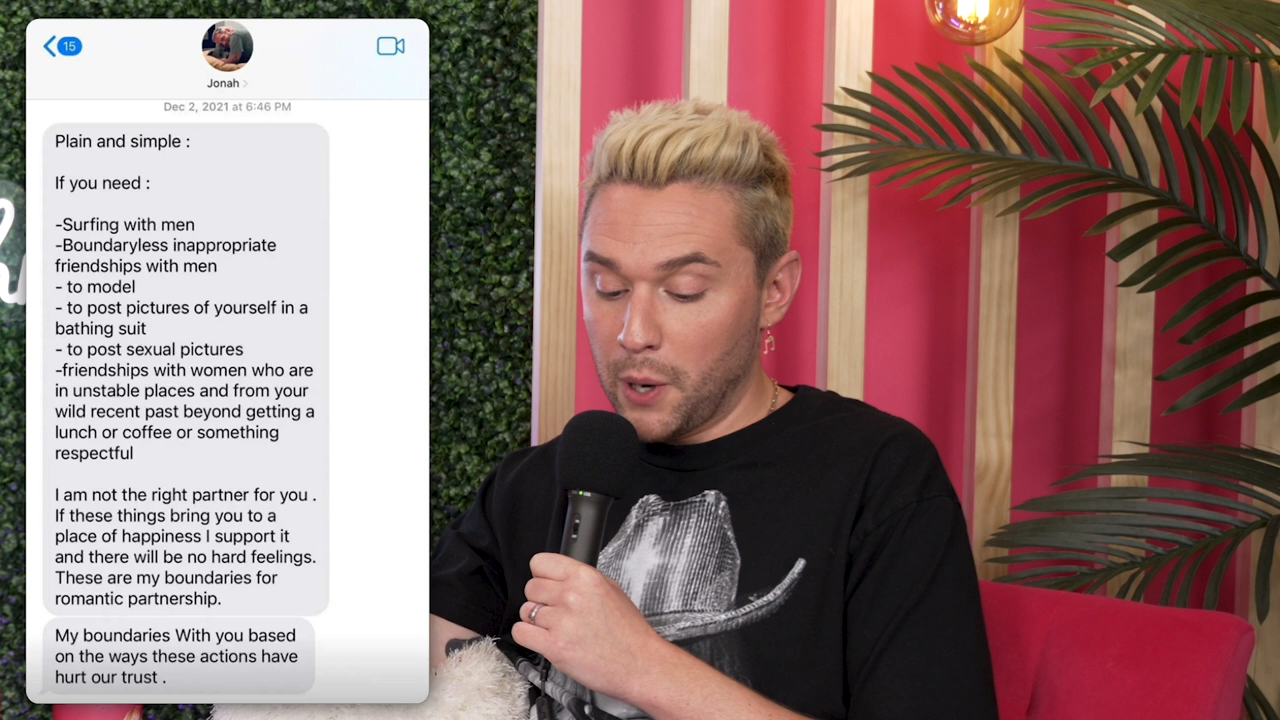 15
Jonah
Dec 2, 2021 at 6:46 PM
Plain and simple :
If you need :
-Surfing with men
-Boundaryless inappropriate
friendships with men
- to model
- to post pictures of yourself in a
bathing suit
- to post sexual pictures
-friendships with women who are
in unstable places and from your
wild recent past beyond getting a
lunch or coffee or something
respectful
I am not the right partner for you .
If these things bring you to a
place of happiness I support it
and there will be no hard feelings.
These are my boundaries for
romantic partnership.
My boundaries With you based
on the ways these actions have
hurt our trust .